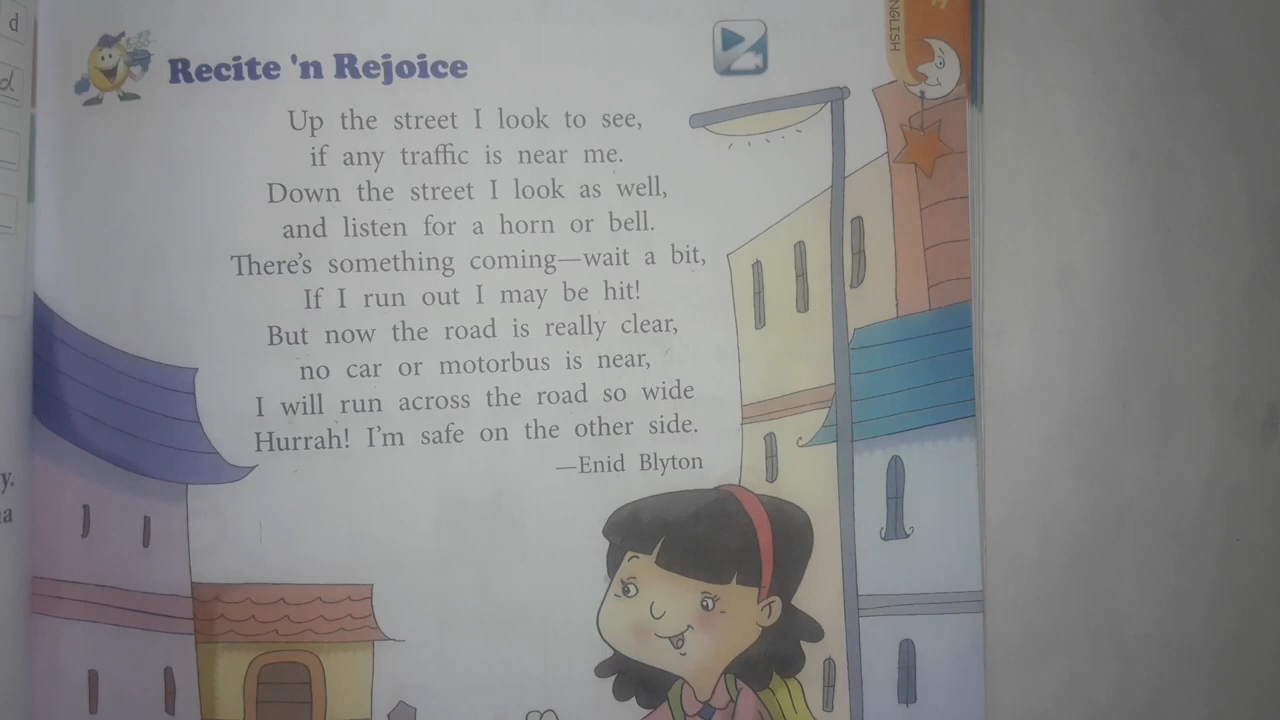 d
d
ENGLISH
Recite 'n Rejoice
Up the street I look to see,
if any traffic is near me.
Down the street I look as well,
and listen for a horn or bell.
There's something coming—wait a bit,
If I run out I may be hit!
But now the road is really clear,
no car or motorbus is near,
I will run across the road so wide
Hurrah! I'm safe on the other side.
—Enid Blyton
y.